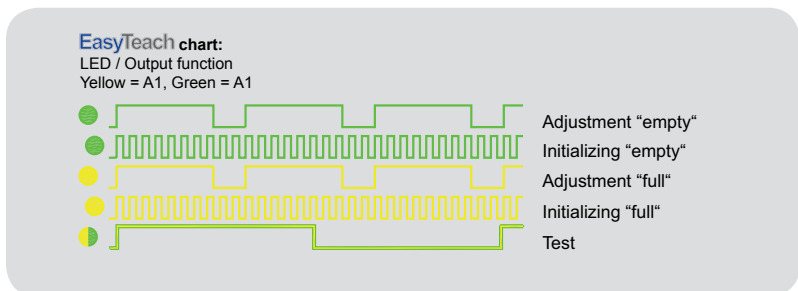 EasyTeach chart:
LED / Output function
Yellow = A1, Green = A1
Adjustment “empty“
Initializing “empty“
Adjustment “full“
Initializing “full“
Test